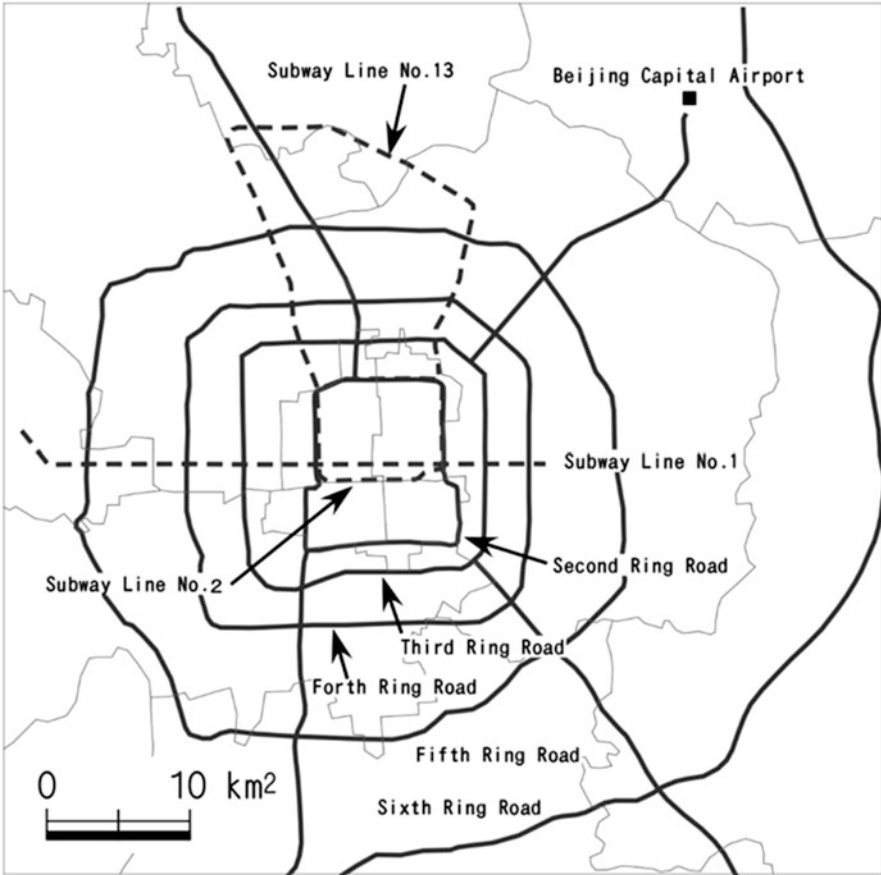 Subway Line No.13
Beijing Capital Airport
Subway Line No.1
Second Ring Road
Subway Line No.2
Third Ring Road
Forth Ring Road
Fifth Ring Road
0 10 km2
Sixth Ring Road